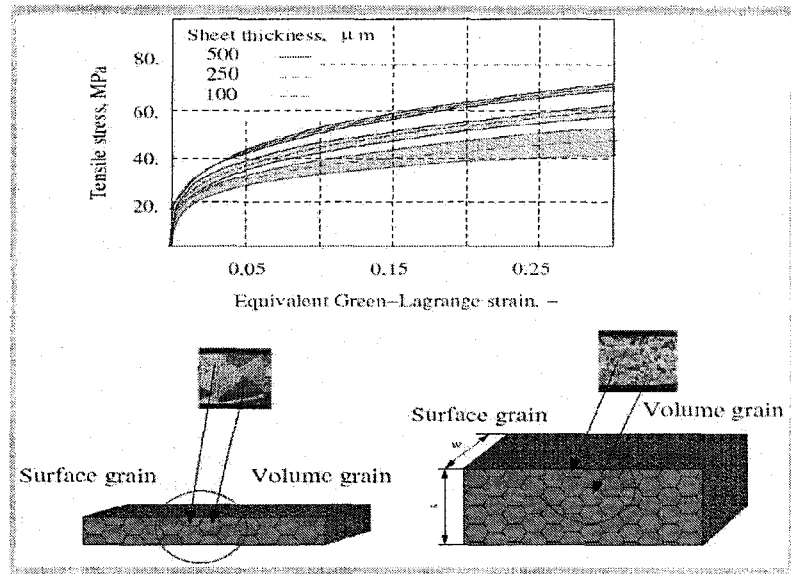 Sheet thickness, μ m
500
250
100
80.
60.
40.
20.
Tensile stress, MPa
0.05
0.15
0.25
Equivalent Green−Lagrange strain. −
Surface grain
Volume grain
Surface grain
Volume grain
w